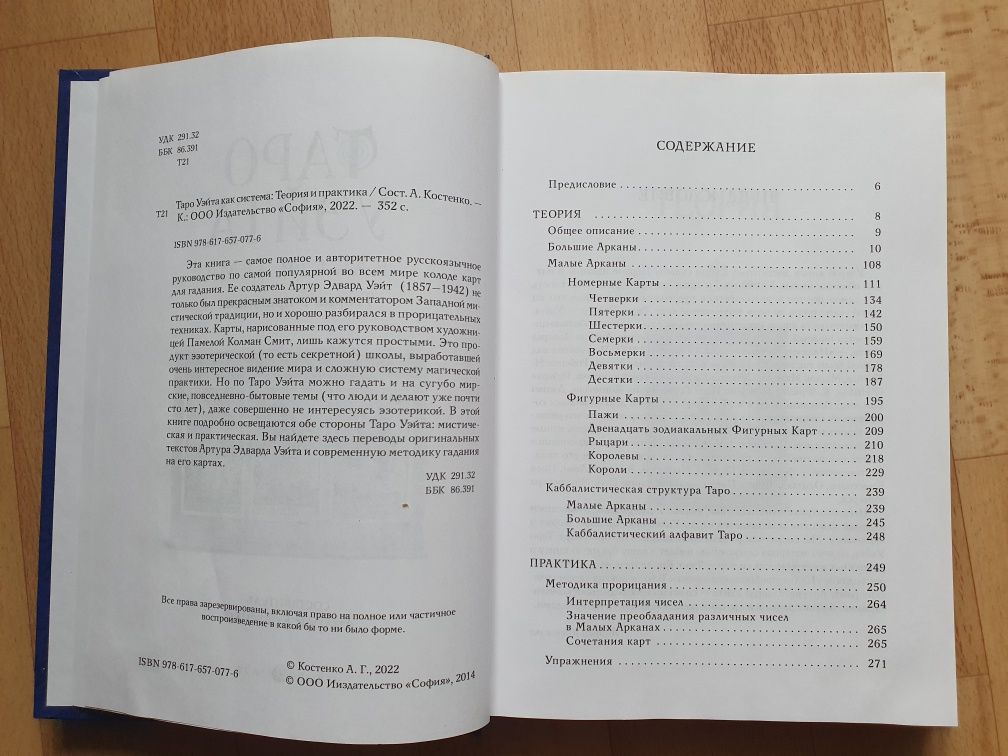 УДК 291.32
ББК 86.391
Т21
Таро Уэйта как система: Теория и практика / Сост. А. Костенко. —
Т21 К.: ООО Издательство «София», 2022. — 352 с.
ISBN 978-617-657-077-6
Эта книга — самое полное и авторитетное русскоязычное
руководство по самой популярной во всем мире колоде карт
для гадания. Ее создатель Артур Эдвард Уэйт (1857—1942) не
только был прекрасным знатоком и комментатором Западной ми-
стической традиции, но и хорошо разбирался в прорицательных
техниках. Карты, нарисованные под его руководством художни-
цей Памелой Колман Смит, лишь кажутся простыми. Это про-
дукт эзотерической (то есть секретной) школы, выработавшей
очень интересное видение мира и сложную систему магической
практики. Но по Таро Уэйта можно гадать и на сугубо мир-
ские, повседневно-бытовые темы (что люди и делают уже почти
сто лет), даже совершенно не интересуясь эзотерикой. В этой
книге подробно освещаются обе стороны Таро Уэйта: мистиче-
ская и практическая. Вы найдете здесь переводы оригинальных
текстов Артура Эдварда Уэйта и современную методику гадания
на его картах.
УДК 291.32
ББК 86.391
Все права зарезервированы, включая право на полное или частичное
воспроизведение в какой бы то ни было форме.
ISBN 978-617-657-077-6
© Костенко А. Г., 2022
© ООО Ииздательство «София», 2014
СОДЕРЖАНИЕ
Предисловие 6
ТЕОРИЯ 8
Общее описание 9
Большие Арканы 10
Малые Арканы 108
Номерные Карты 111
Четверки 134
Пятерки 142
Шестерки 150
Семерки 159
Восьмерки 169
Девятки 178
Десятки 187
Фигурные Карты 195
Пажи 200
Двенадцать зодиакальных Фигурных Карт 209
Рыцари 210
Королевы 218
Короли 229
Каббалистическая структура Таро 239
Малые Арканы 239
Большие Арканы 245
Каббалистический алфавит Таро 248
ПРАКТИКА 249
Методика прорицания 250
Интерпретация чисел 264
Значение преобладания различных чисел
в Малых Арканах 265
Сочетания карт 265
Упражнения 271